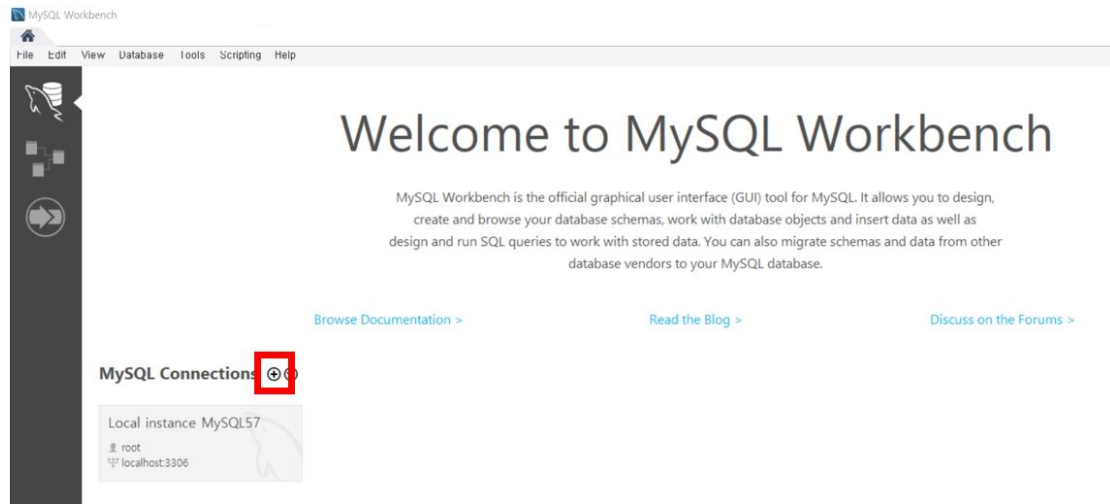 MySQL Workbench
File Edit View Database Tools Scripting Help
Welcome to MySQL Workbench
MySQL Workbench is the official graphical user interface (GUI) tool for MySQL. It allows you to design,
create and browse your database schemas, work with database objects and insert data as well as
design and run SQL queries to work with stored data. You can also migrate schemas and data from other
database vendors to your MySQL database.
Browse Documentation > Read the Blog > Discuss on the Forums >
MySQL Connections
Local instance MySQL57
root
localhost:3306